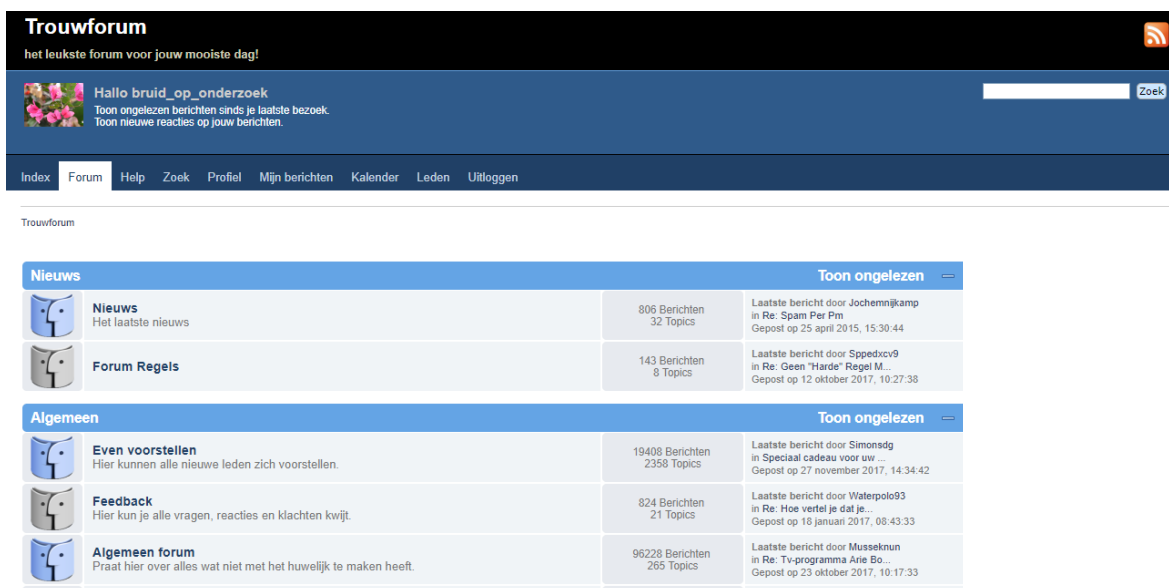 Trouwforum
het leukste forum voor jouw mooiste dag!
Hallo bruid_op_onderzoek
Toon ongelezen berichten sinds je laatste bezoek.
Toon nieuwe reacties op jouw berichten.
Zoek
Index Forum Help Zoek Profiel Mijn berichten Kalender Leden Uitloggen
Trouwforum
Nieuws Toon ongelezen
Nieuws
Het laatste nieuws
806 Berichten
32 Topics
Laatste bericht door Jochemnijkamp
in Re: Spam Per Pm
Gepost op 25 april 2015, 15:30:44
Forum Regels
143 Berichten
8 Topics
Laatste bericht door Sppedxcv9
in Re: Geen "Harde" Regel M...
Gepost op 12 oktober 2017, 10:27:38
Algemeen Toon ongelezen
Even voorstellen
Hier kunnen alle nieuwe leden zich voorstellen.
19408 Berichten
2358 Topics
Laatste bericht door Simonsdg
in Speciaal cadeau voor uw ...
Gepost op 27 november 2017, 14:34:42
Feedback
Hier kun je alle vragen, reacties en klachten kwijt.
824 Berichten
21 Topics
Laatste bericht door Waterpolo93
in Re: Hoe vertel je dat je...
Gepost op 18 januari 2017, 08:43:33
Algemeen forum
Praat hier over alles wat niet met het huwelijk te maken heeft.
96228 Berichten
265 Topics
Laatste bericht door Musseknun
in Re: Tv-programma Arie Bo...
Gepost op 23 oktober 2017, 10:17:33